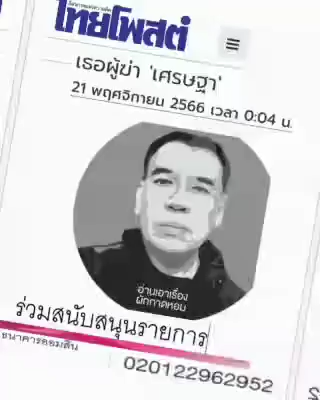 ไทยโพสต์
เธอผู้ฆ่า 'เศรษฐา'
21 พฤศจิกายน 2566 เวลา 0:04 น.
อ่านเอาเรื่อง
ผักกาดหอม
ร่วมสนับสนุนรายการ
ธนาคารออมสิน
020122962952